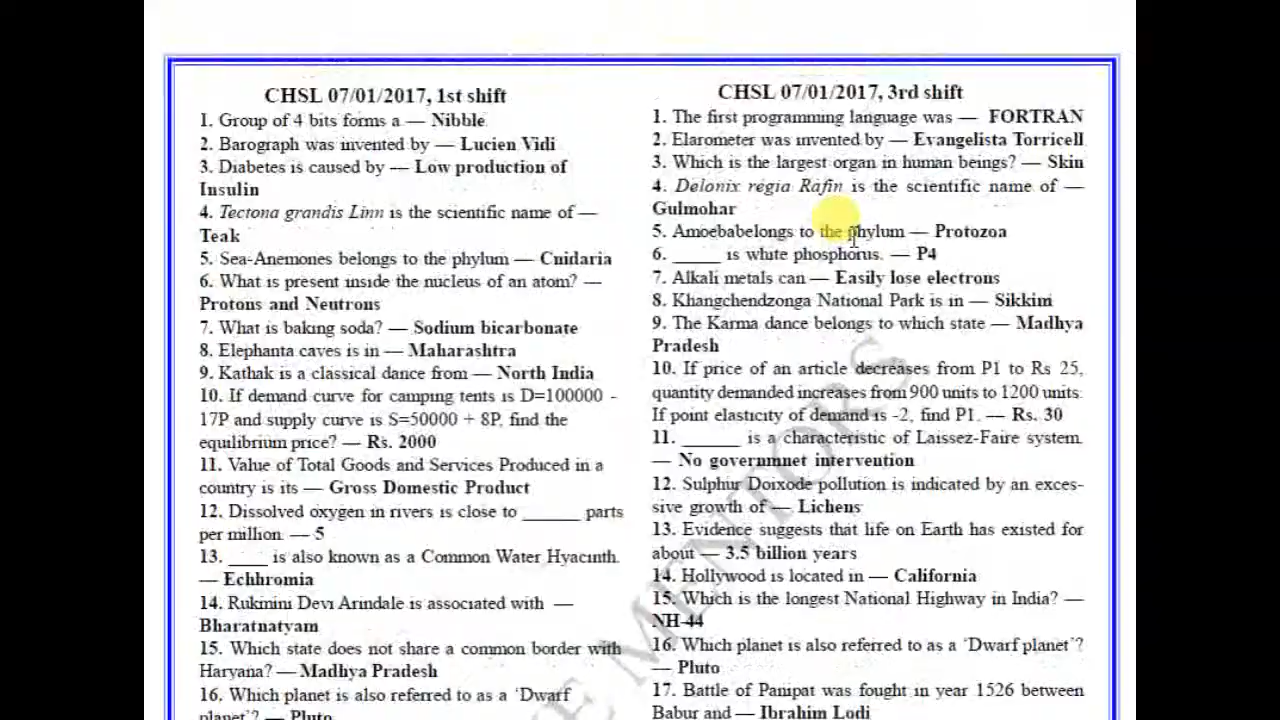 CHSL 07/01/2017, 1st shift
1. Group of 4 bits forms a — Nibble
2. Barograph was invented by — Lucien Vidi
3. Diabetes is caused by — Low production of
Insulin
4. Tectona grandis Linn is the scientific name of —
Teak
5. Sea-Anemones belongs to the phylum — Cnidaria
6. What is present inside the nucleus of an atom? —
Protons and Neutrons
7. What is baking soda? — Sodium bicarbonate
8. Elephanta caves is in — Maharashtra
9. Kathak is a classical dance from — North India
10. If demand curve for camping tents is D=100000 -
17P and supply curve is S=50000 + 8P, find the
equilibrium price? — Rs. 2000
11. Value of Total Goods and Services Produced in a
country is its — Gross Domestic Product
12. Dissolved oxygen in rivers is close to ______ parts
per million. — 5
13. ____ is also known as a Common Water Hyacinth.
— Echhromia
14. Rukmini Devi Arindale is associated with —
Bharatnatyam
15. Which state does not share a common border with
Haryana? — Madhya Pradesh
16. Which planet is also referred to as a ‘Dwarf
planet’? — Pluto
CHSL 07/01/2017, 3rd shift
1. The first programming language was — FORTRAN
2. Elarometer was invented by — Evangelista Torricell
3. Which is the largest organ in human beings? — Skin
4. Delonix regia Rafin is the scientific name of —
Gulmohar
5. Amoebabelongs to the phylum — Protozoa
6. _____ is white phosphorus. — P4
7. Alkali metals can — Easily lose electrons
8. Khangchendzonga National Park is in — Sikkim
9. The Karma dance belongs to which state — Madhya
Pradesh
10. If price of an article decreases from P1 to Rs 25,
quantity demanded increases from 900 units to 1200 units.
If point elasticity of demand is -2, find P1. — Rs. 30
11. ______ is a characteristic of Laissez-Faire system.
— No governmnet intervention
12. Sulphur Doixode pollution is indicated by an exces-
sive growth of — Lichens
13. Evidence suggests that life on Earth has existed for
about — 3.5 billion years
14. Hollywood is located in — California
15. Which is the longest National Highway in India? —
NH-44
16. Which planet is also referred to as a ‘Dwarf planet’?
— Pluto
17. Battle of Panipat was fought in year 1526 between
Babur and — Ibrahim Lodi
MENTORS